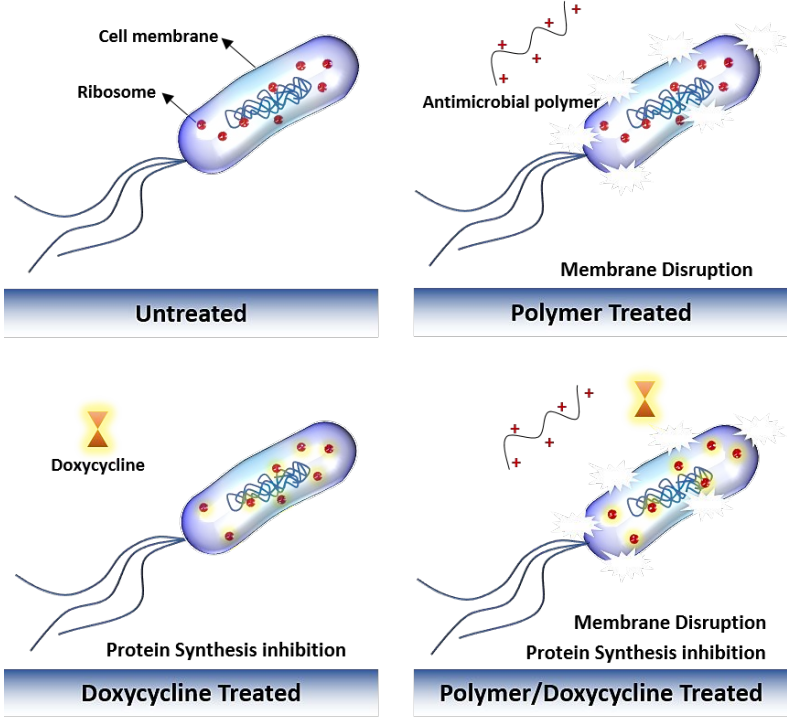 Cell membrane
Ribosome
Untreated
+
+
+
+
Antimicrobial polymer
Membrane Disruption
Polymer Treated
Doxycycline
Protein Synthesis inhibition
Doxycycline Treated
+
+
+
+
Membrane Disruption
Protein Synthesis inhibition
Polymer/Doxycycline Treated